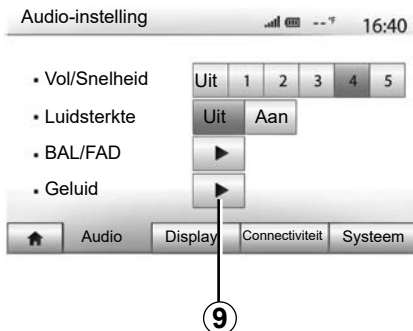 Audio-instelling -- °F 16:40
• Vol/Snelheid Uit 1 2 3 4 5
• Luidsterkte Uit Aan
• BAL/FAD
• Geluid
Audio Display Connectiviteit Systeem
9